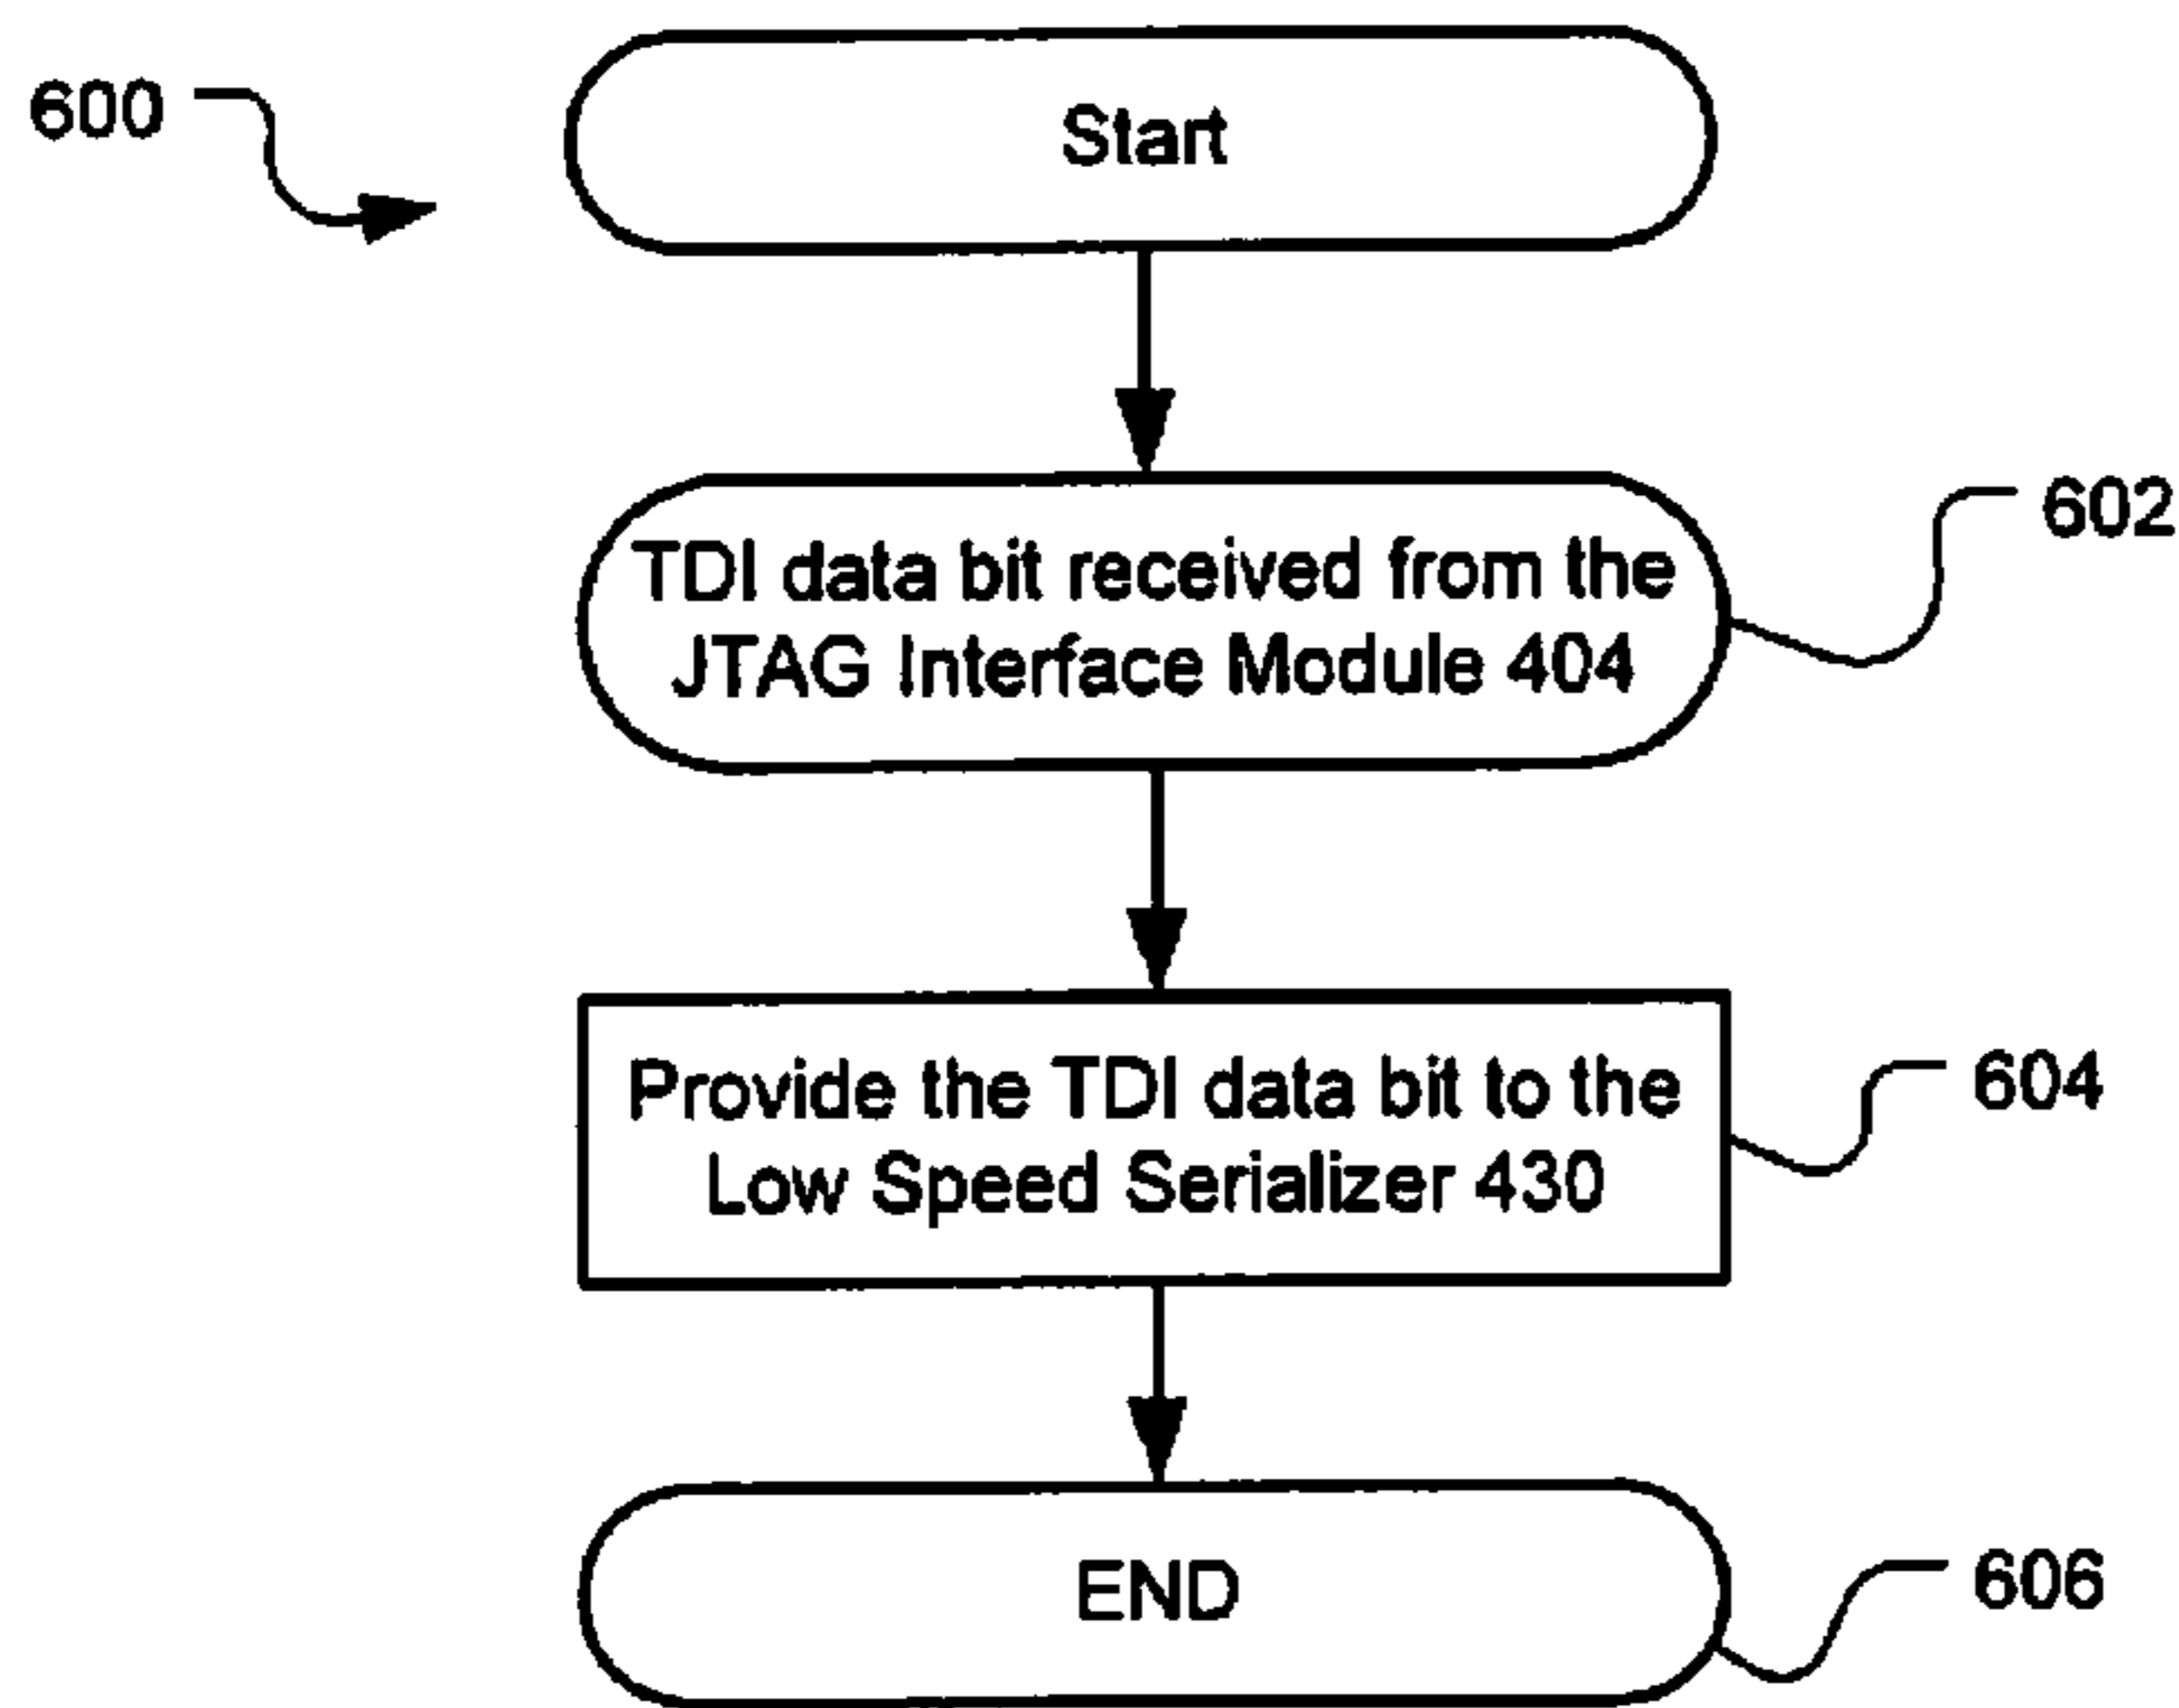 600
Start
602
TDI data bit received from the
JTAG Interface Module 404
604
Provide the TDI data bit to the
Low Speed Serializer 430
END
606